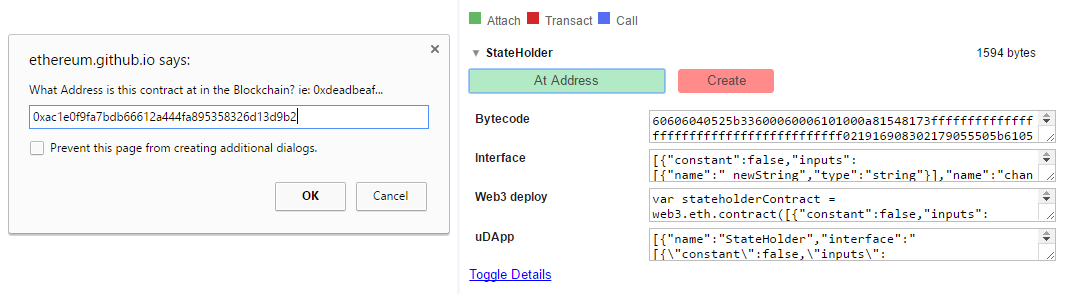 ethereum.github.io says:
What Address is this contract at in the Blockchain? ie: 0xdeadbeaf...
0xac1e0f9fa7bdb66612a444fa895358326d13d9b2
Prevent this page from creating additional dialogs.
OK Cancel
Attach Transact Call
StateHolder 1594 bytes
At Address Create
Bytecode
60606040525b33600060006101000a81548173ffffffffffffff
ffffffffffffffffffffffffff021916908302179055505b6105
Interface
[{"constant":false,"inputs":
[{"name":"_newString","type":"string"}],"name":"chan
Web3 deploy
var stateholderContract =
web3.eth.contract([{"constant":false,"inputs":
uDApp
[{"name":"StateHolder","interface":"
[{\"constant\":false,\"inputs\":
Toggle Details